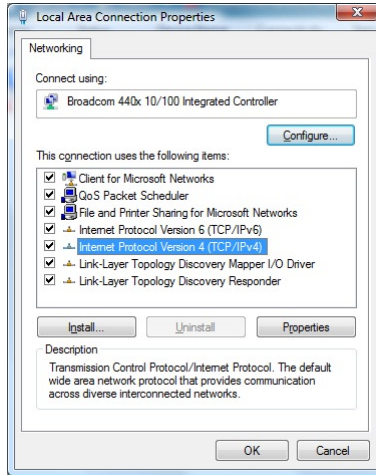 Local Area Connection Properties
Networking
Connect using:
Broadcom 440x 10/100 Integrated Controller
Configure...
This connection uses the following items:
Client for Microsoft Networks
QoS Packet Scheduler
File and Printer Sharing for Microsoft Networks
Internet Protocol Version 6 (TCP/IPv6)
Internet Protocol Version 4 (TCP/IPv4)
Link-Layer Topology Discovery Mapper I/O Driver
Link-Layer Topology Discovery Responder
Install... Uninstall Properties
Description
Transmission Control Protocol/Internet Protocol. The default
wide area network protocol that provides communication
across diverse interconnected networks.
OK Cancel